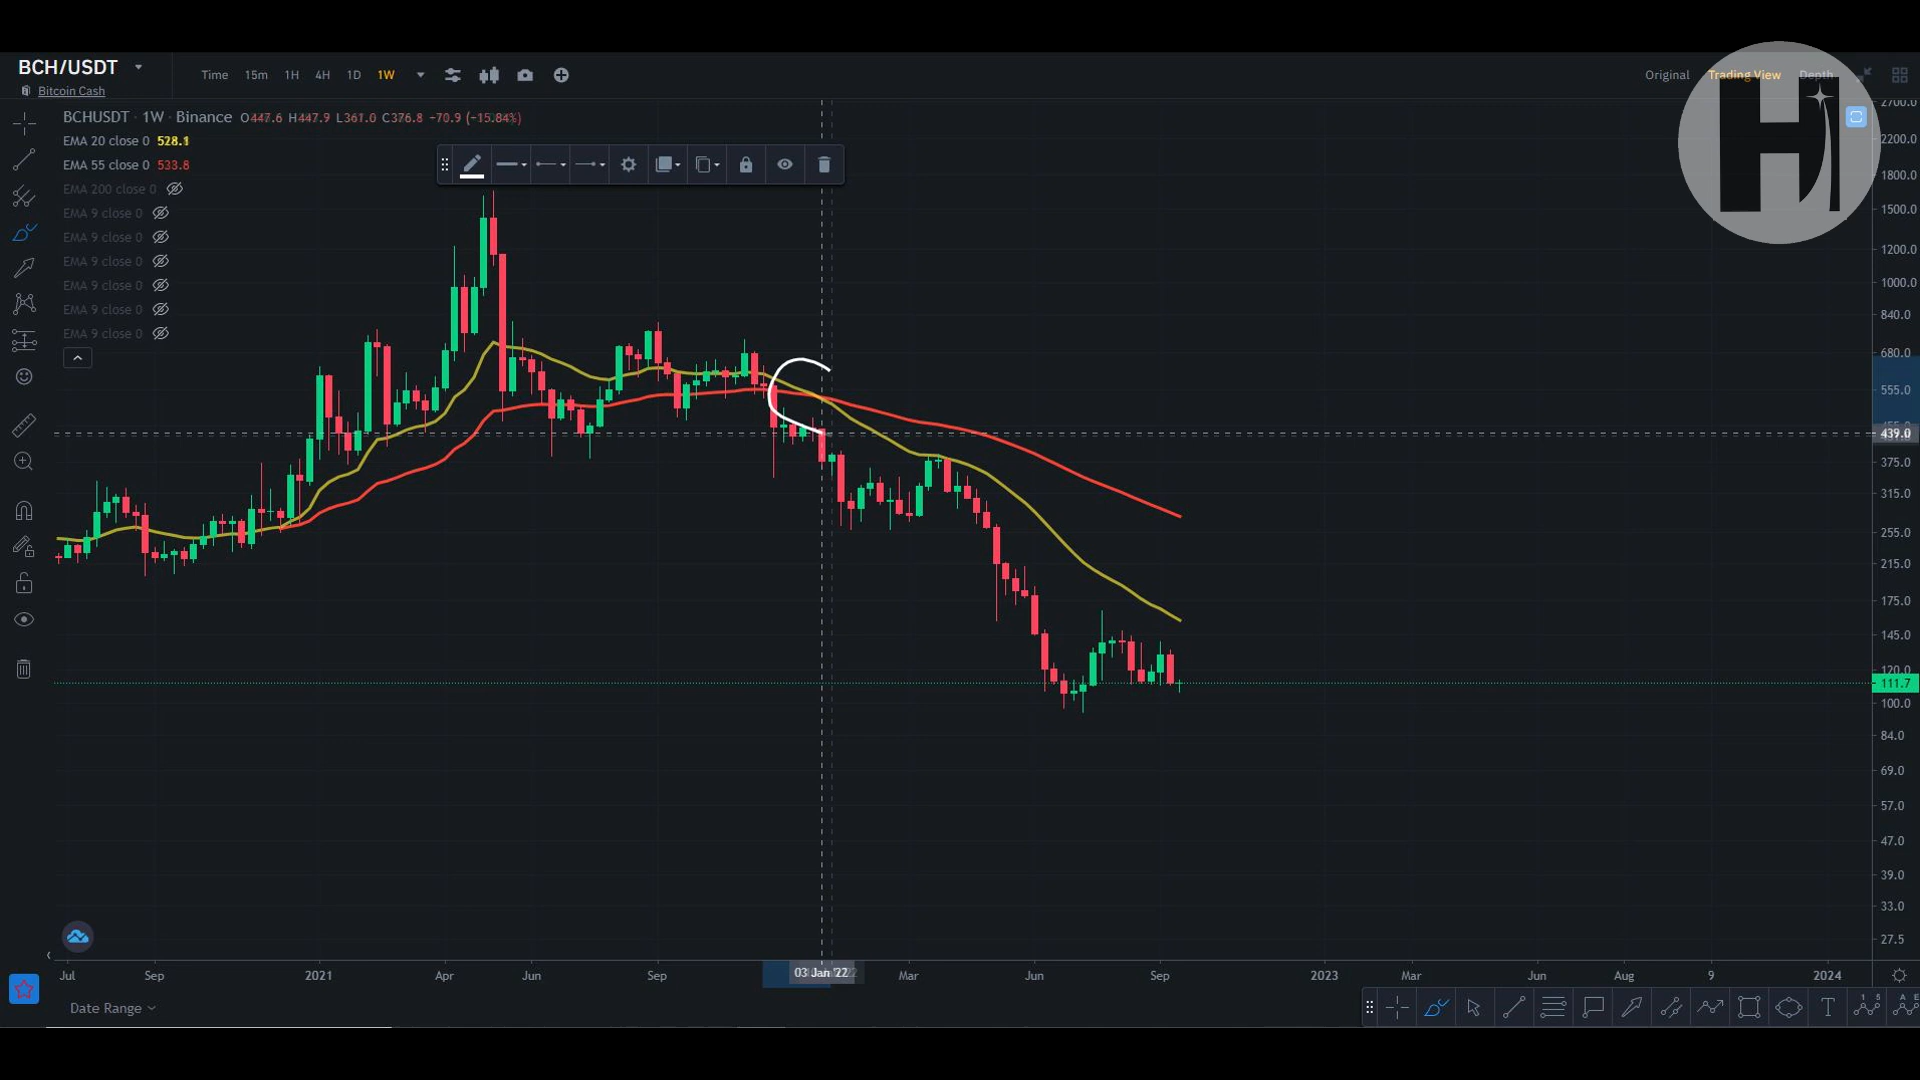 BCH/USDT
Bitcoin Cash
Time 15m 1H 4H 1D 1W
Original Trading View Depth
BCHUSDT · 1W · Binance O447.6 H447.9 L361.0 C376.8 -70.9 (-15.84%)
EMA 20 close 0 528.1
EMA 55 close 0 533.8
EMA 200 close 0
EMA 9 close 0
EMA 9 close 0
EMA 9 close 0
EMA 9 close 0
EMA 9 close 0
EMA 9 close 0
H
2700.0
2200.0
1800.0
1500.0
1200.0
1000.0
840.0
680.0
555.0
439.0
375.0
315.0
255.0
215.0
175.0
145.0
120.0
111.7
100.0
84.0
69.0
57.0
47.0
39.0
33.0
27.5
Jul Sep 2021 Apr Jun Sep 03 Jan '22 Mar Jun Sep 2023 Mar Jun Aug 9 2024
Date Range